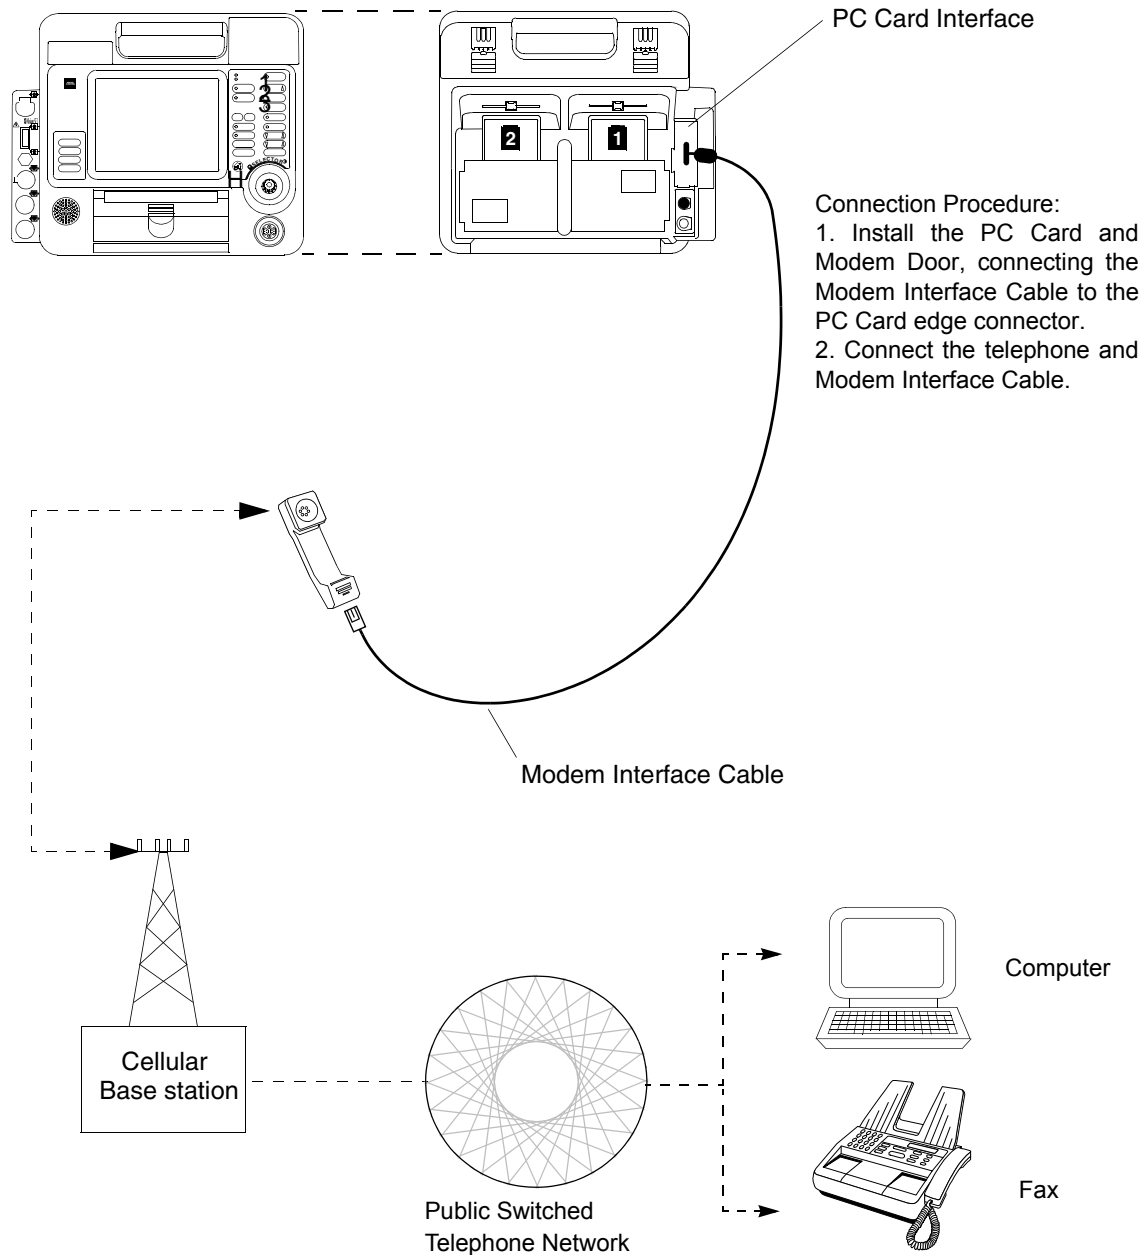 PC Card Interface
2
1
Connection Procedure:
1. Install the PC Card and
Modem Door, connecting the
Modem Interface Cable to the
PC Card edge connector.
2. Connect the telephone and
Modem Interface Cable.
Modem Interface Cable
Computer
Cellular
Base station
Fax
Public Switched
Telephone Network